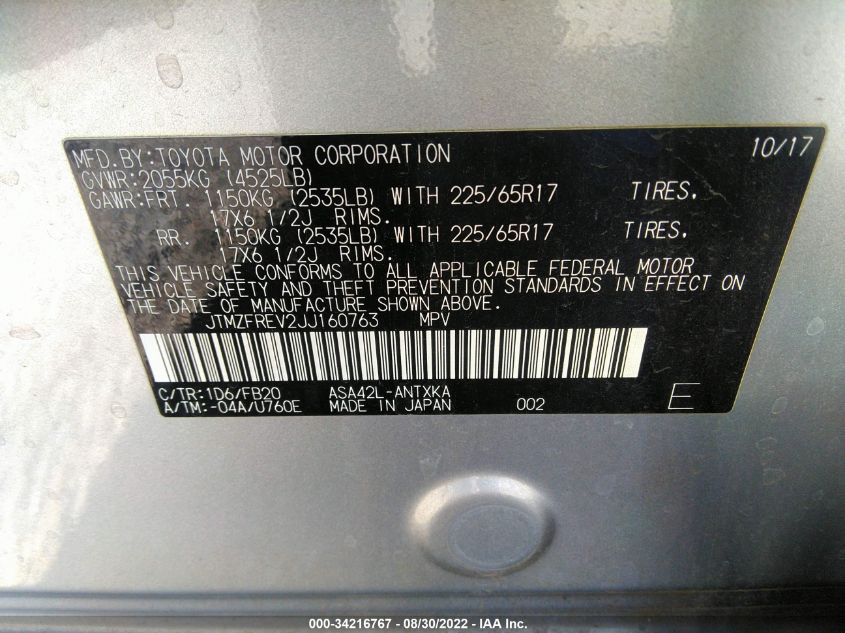 MFD.BY:TOYOTA MOTOR CORPORATION 10/17
GVWR:2055KG (4525LB)
GAWR:FRT. 1150KG (2535LB) WITH 225/65R17 TIRES.
17X6 1/2J RIMS.
RR. 1150KG (2535LB) WITH 225/65R17 TIRES.
17X6 1/2J RIMS.
THIS VEHICLE CONFORMS TO ALL APPLICABLE FEDERAL MOTOR
VEHICLE SAFETY AND THEFT PREVENTION STANDARDS IN EFFECT ON
THE DATE OF MANUFACTURE SHOWN ABOVE.
JTMZFREV2JJ160763 MPV
C/TR:1D6/FB20 ASA42L-ANTXKA
A/TM:-04A/U760E MADE IN JAPAN 002 E
000-34216767 - 08/30/2022 - IAA Inc.